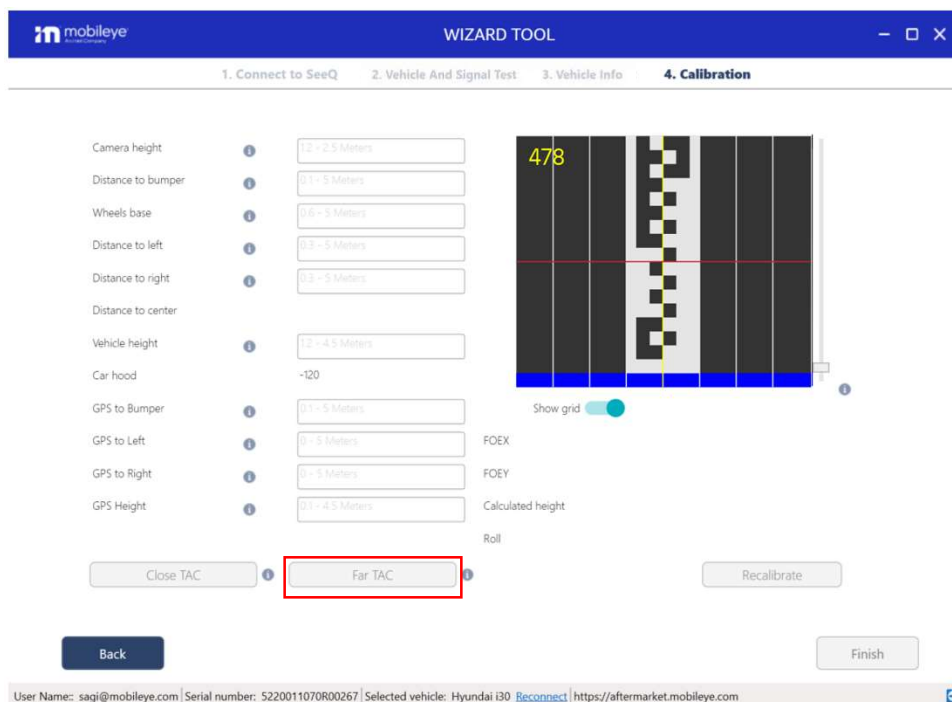 mobileye
An Intel Company
WIZARD TOOL
1. Connect to SeeQ 2. Vehicle And Signal Test 3. Vehicle Info 4. Calibration
Camera height 1.2 - 2.5 Meters
Distance to bumper 0.1 - 5 Meters
Wheels base 0.6 - 5 Meters
Distance to left 0.3 - 5 Meters
Distance to right 0.3 - 5 Meters
Distance to center
Vehicle height 1.2 - 4.5 Meters
Car hood -120
478
Show grid
GPS to Bumper 0.1 - 5 Meters
GPS to Left 0 - 5 Meters FOEX
GPS to Right 0 - 5 Meters FOEY
GPS Height 0.1 - 4.5 Meters Calculated height
Roll
Close TAC Far TAC Recalibrate
Back Finish
User Name:: sagi@mobileye.com Serial number: 5220011070R00267 Selected vehicle: Hyundai i30 Reconnect https://aftermarket.mobileye.com